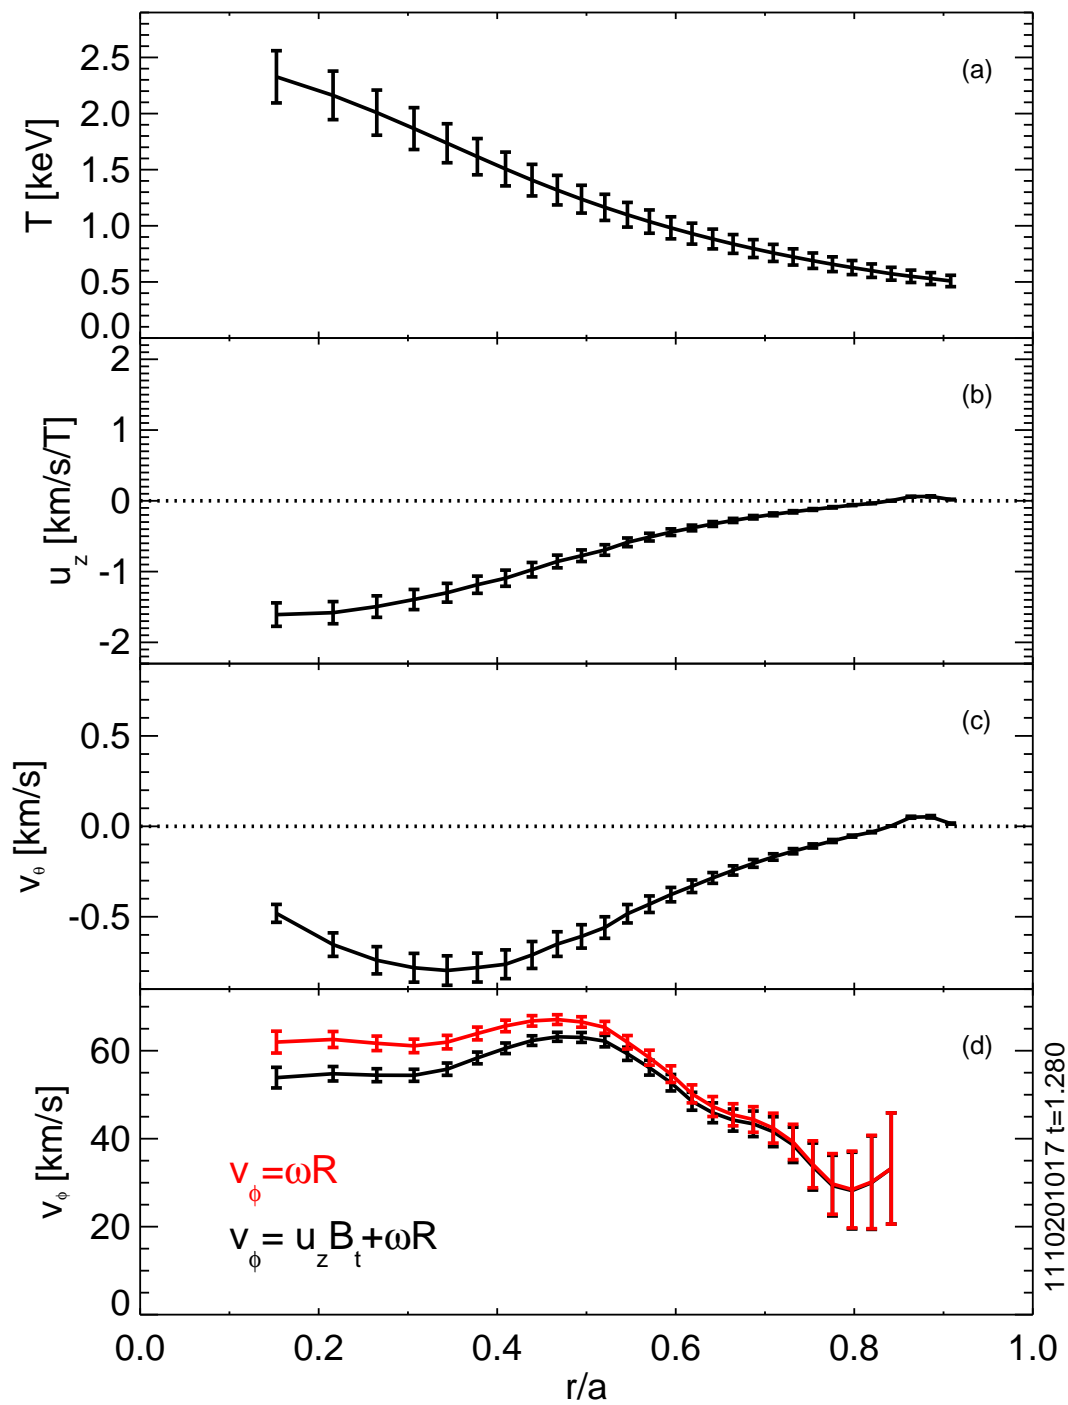 (a)
T [keV]
2.5
2.0
1.5
1.0
0.5
0.0
(b)
u_z [km/s/T]
2
1
0
-1
-2
(c)
v_θ [km/s]
0.5
0.0
-0.5
(d)
v_ϕ [km/s]
60
40
20
0
v_ϕ=ωR
v_ϕ= u_z B_t+ωR
0.0 0.2 0.4 0.6 0.8 1.0
r/a
1110201017 t=1.280